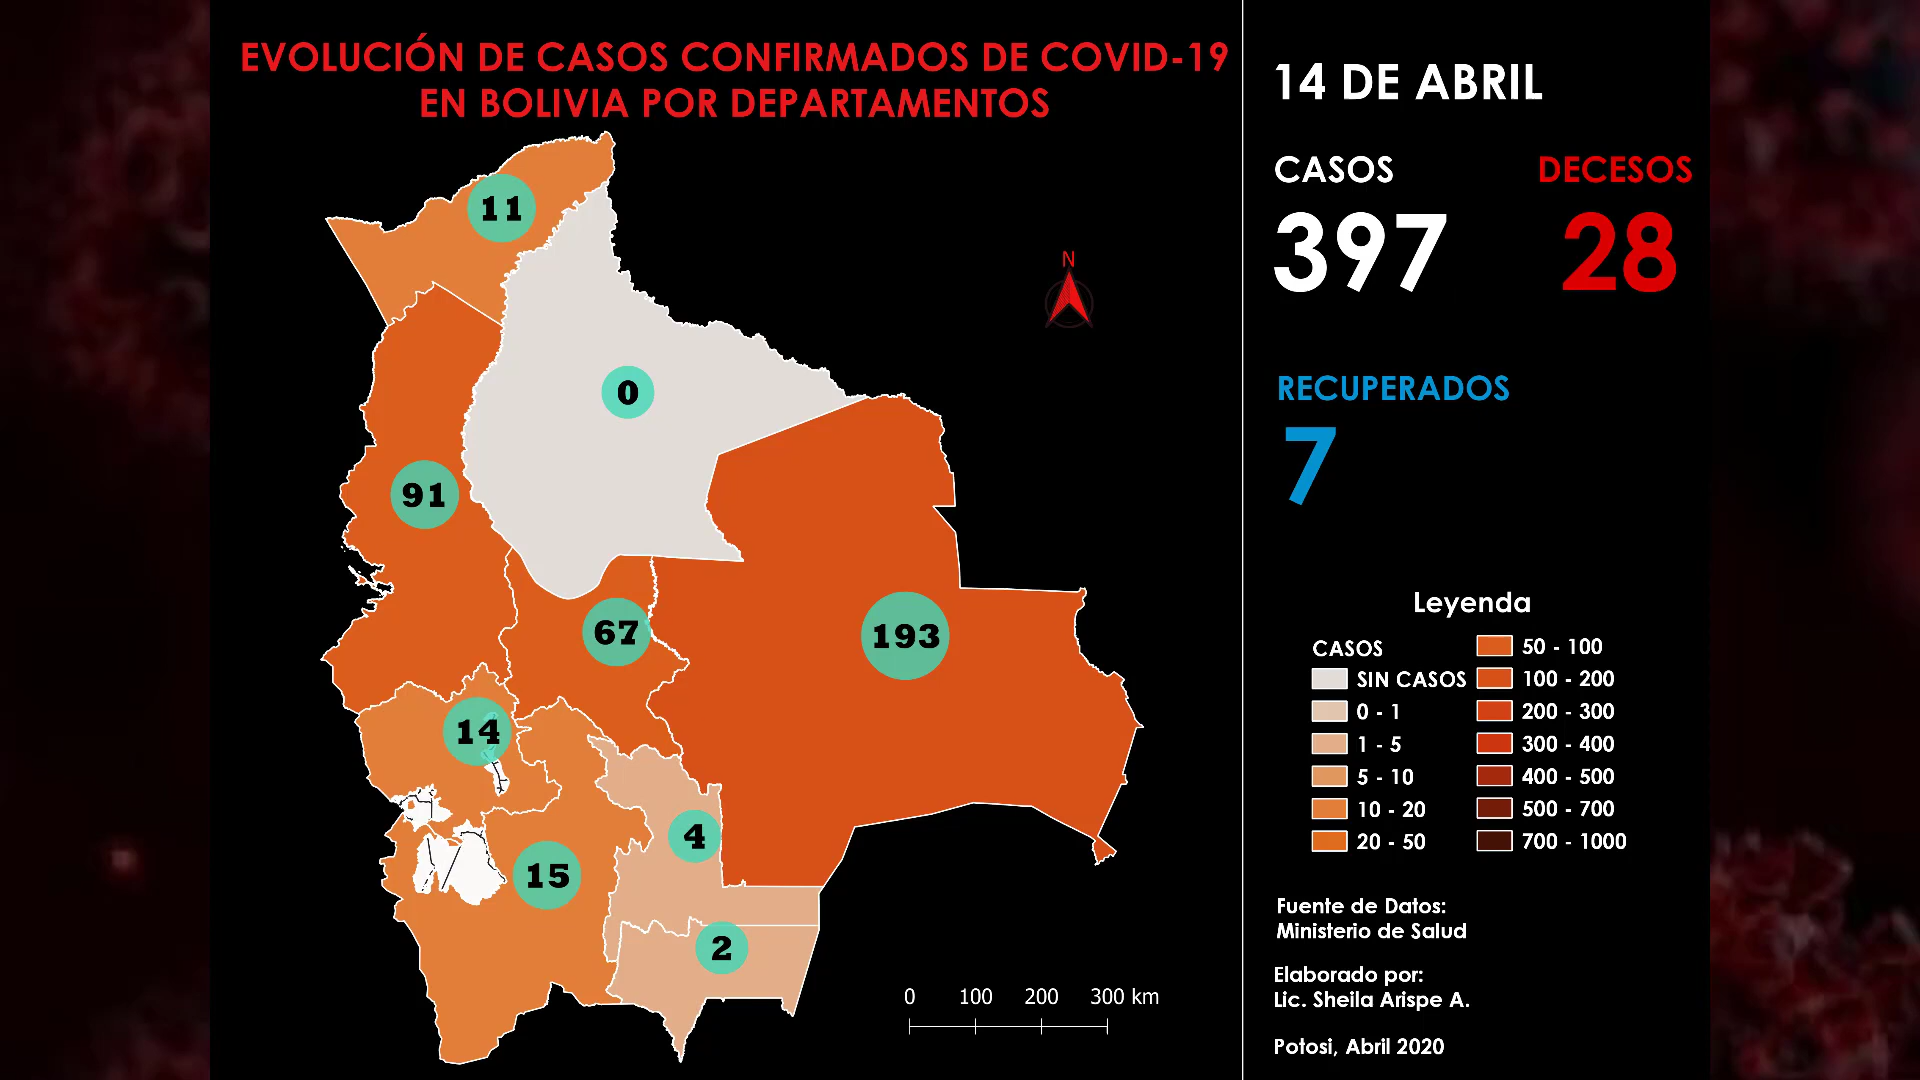 EVOLUCIÓN DE CASOS CONFIRMADOS DE COVID-19
EN BOLIVIA POR DEPARTAMENTOS
11
N
0
91
67
193
14
4
15
2
0 100 200 300 km
14 DE ABRIL
CASOS DECESOS
397 28
RECUPERADOS
7
Leyenda
CASOS
SIN CASOS
0 - 1
1 - 5
5 - 10
10 - 20
20 - 50
50 - 100
100 - 200
200 - 300
300 - 400
400 - 500
500 - 700
700 - 1000
Fuente de Datos:
Ministerio de Salud
Elaborado por:
Lic. Sheila Arispe A.
Potosi, Abril 2020